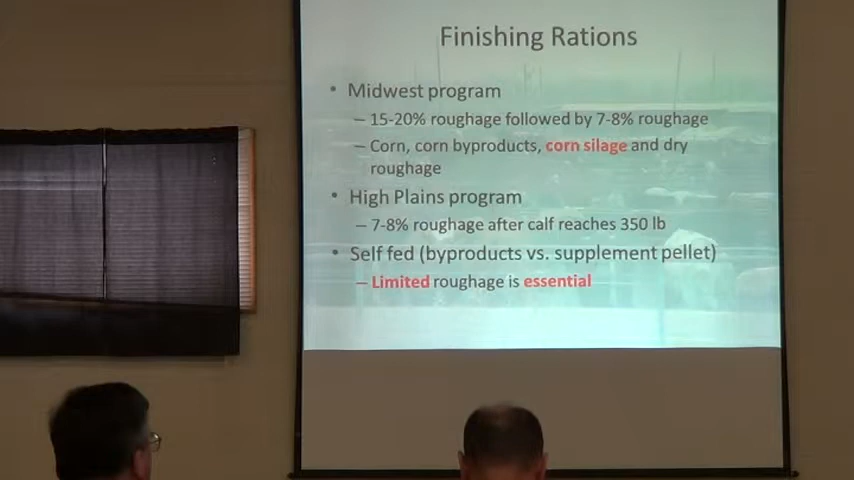 Finishing Rations
• Midwest program
– 15-20% roughage followed by 7-8% roughage
– Corn, corn byproducts, corn silage and dry
roughage
• High Plains program
– 7-8% roughage after calf reaches 350 lb
• Self fed (byproducts vs. supplement pellet)
– Limited roughage is essential